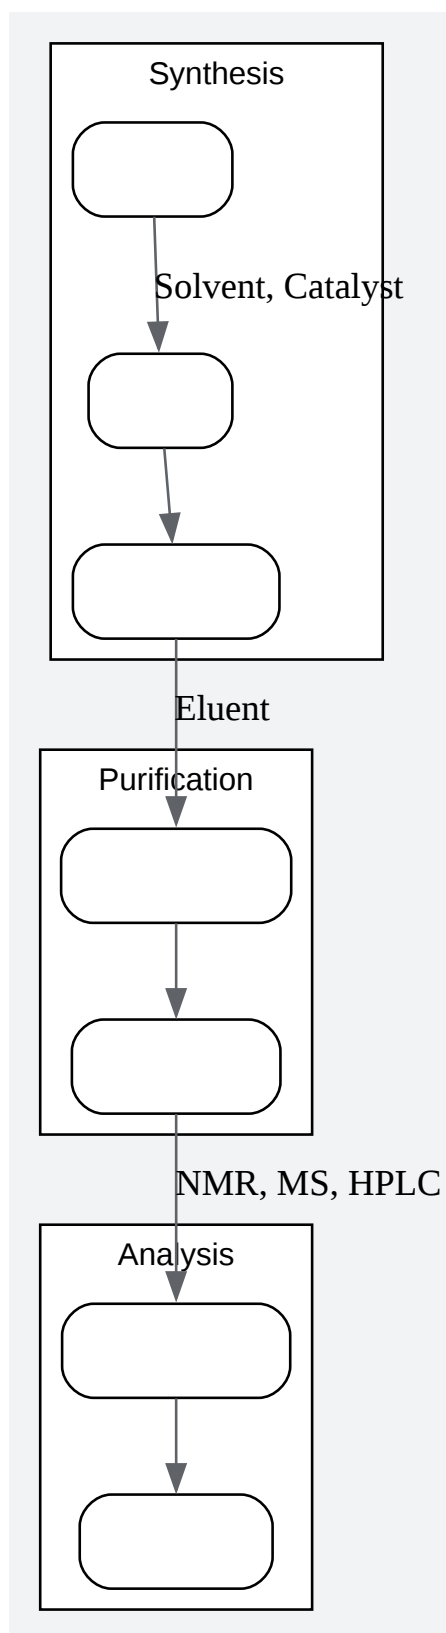 Synthesis
Solvent, Catalyst
Eluent
Purification
NMR, MS, HPLC
Analysis